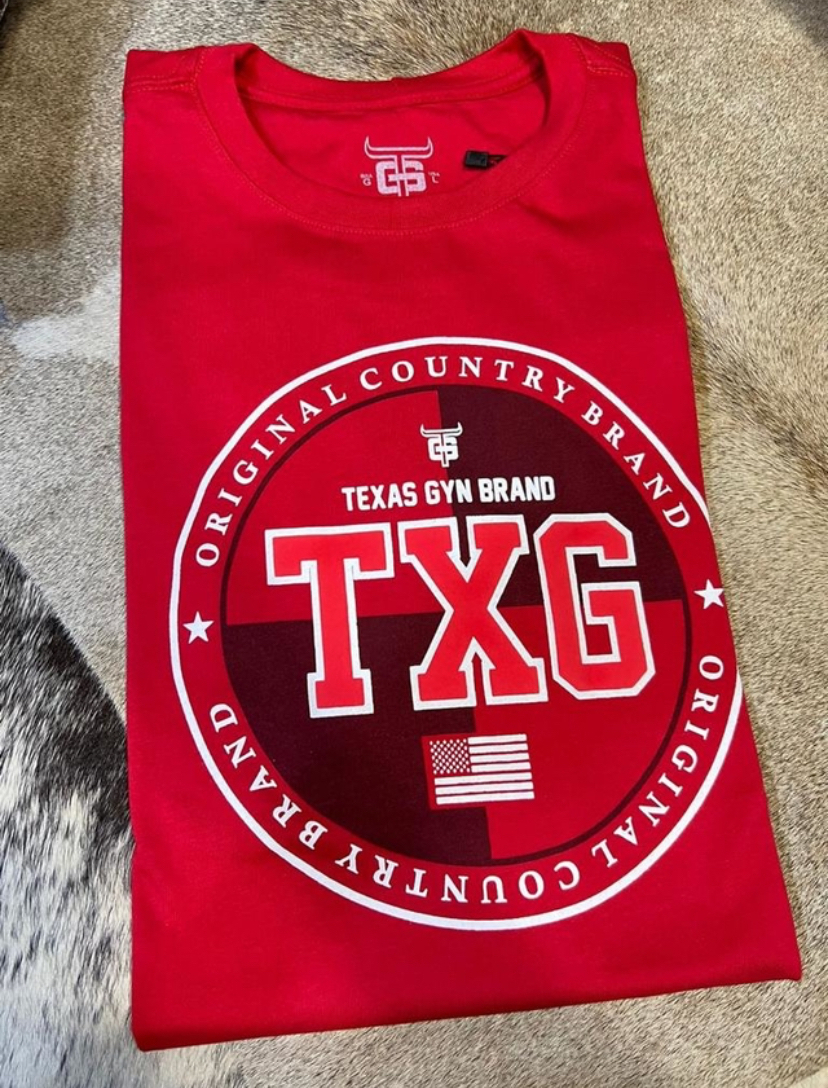 G
L
ORIGINAL COUNTRY BRAND
TEXAS GYN BRAND
TXG
ORIGINAL COUNTRY BRAND